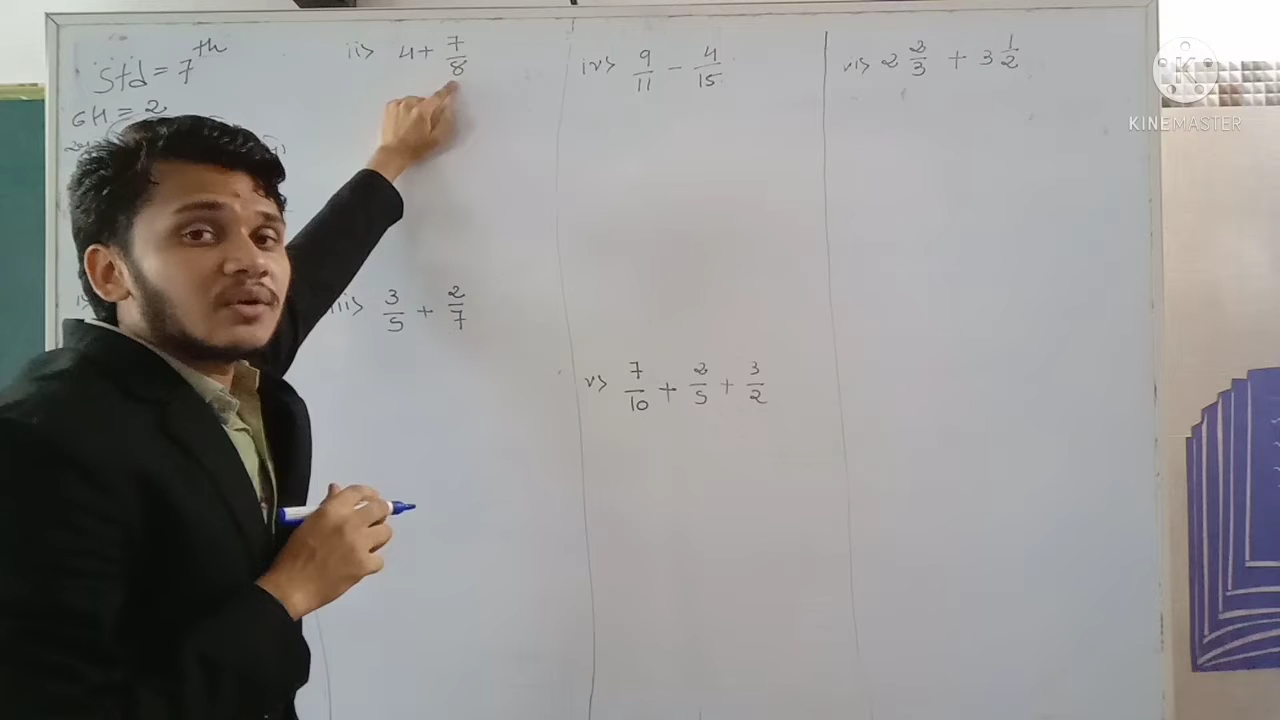 Std = 7th
CH = 2
ii> 4 + 7/8
iii> 3/5 + 2/7
iv> 9/11 - 4/15
v> 7/10 + 2/5 + 3/2
vi> 2 2/3 + 3 1/2
K
KINEMASTER